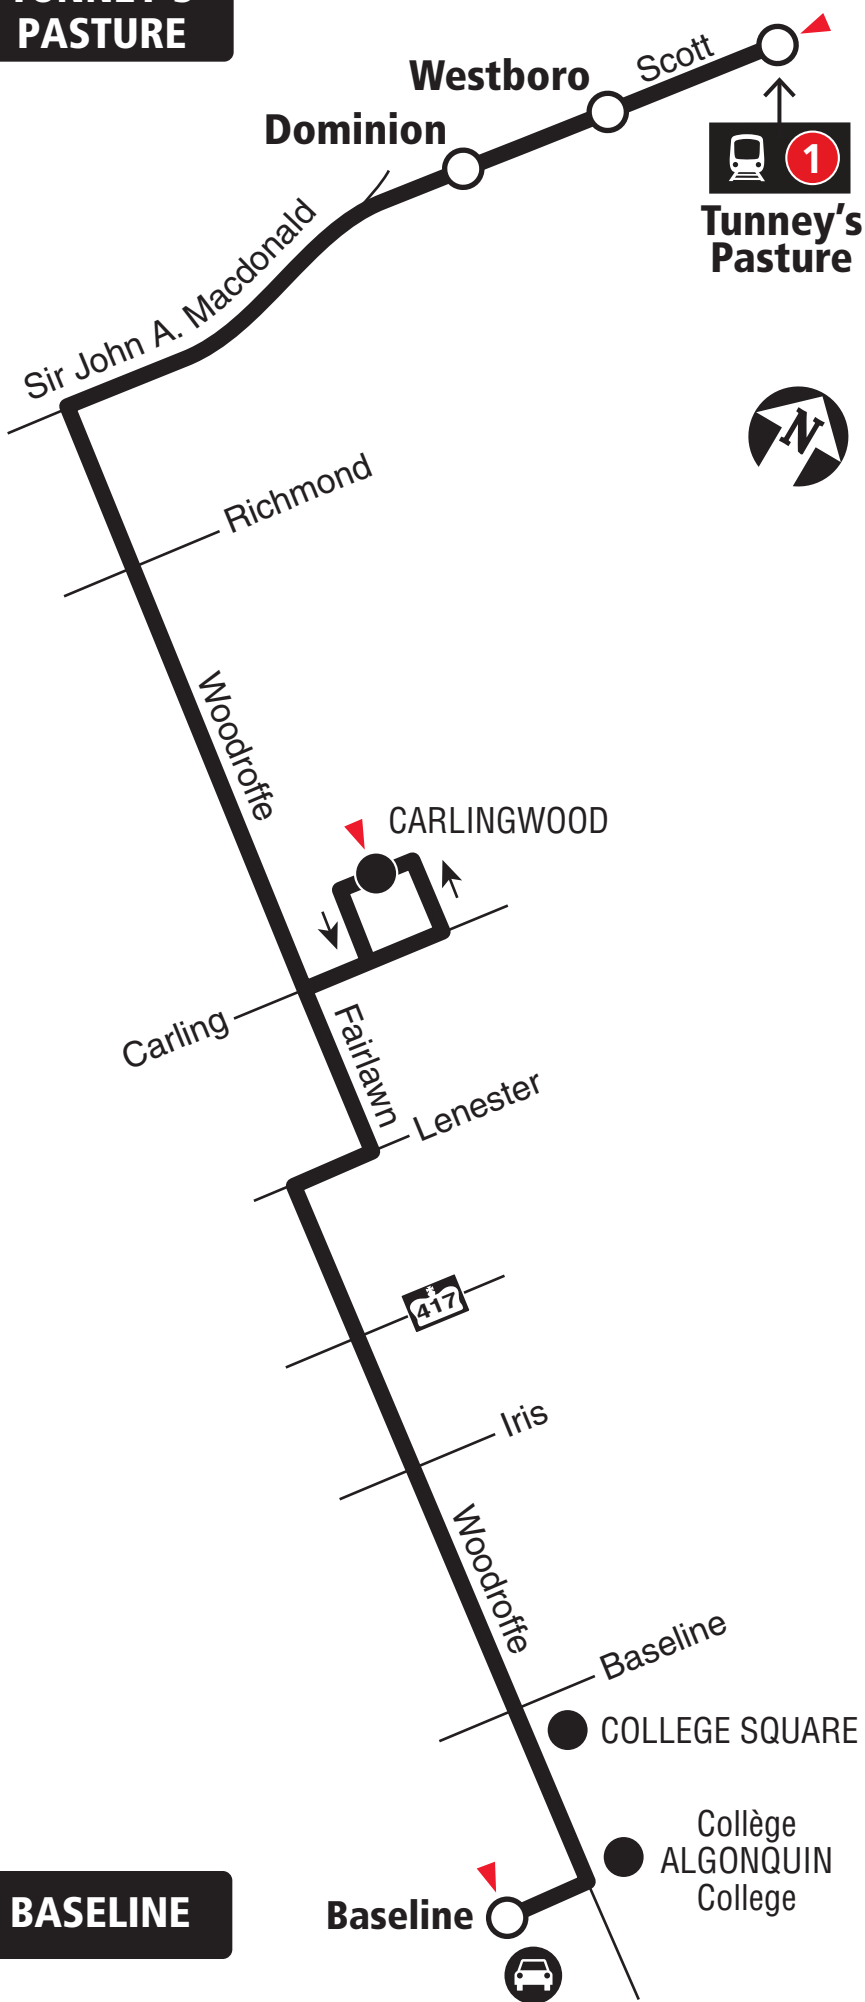 TUNNEY'S
PASTURE
Scott
Westboro
Dominion
1
Tunney’s
Pasture
Sir John A. Macdonald
N
Richmond
Woodroffe
CARLINGWOOD
Carling
Fairlawn
Lenester
417
Iris
Woodroffe
Baseline
COLLEGE SQUARE
Collège
ALGONQUIN
College
BASELINE
Baseline